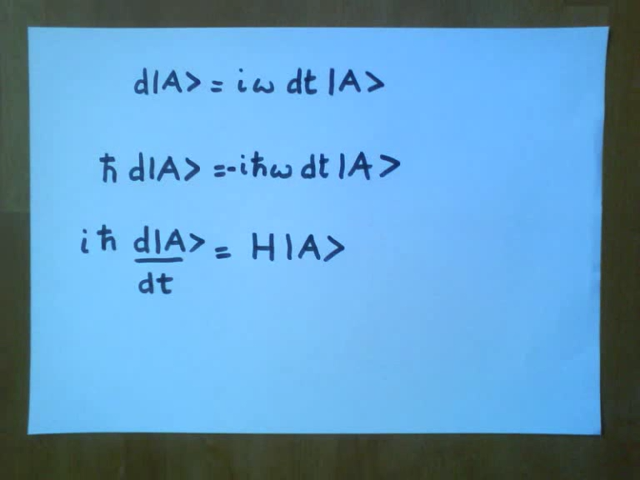 d|A> = iω dt |A>
ħ d|A> = -iħω dt |A>
iħ d|A>/dt = H|A>